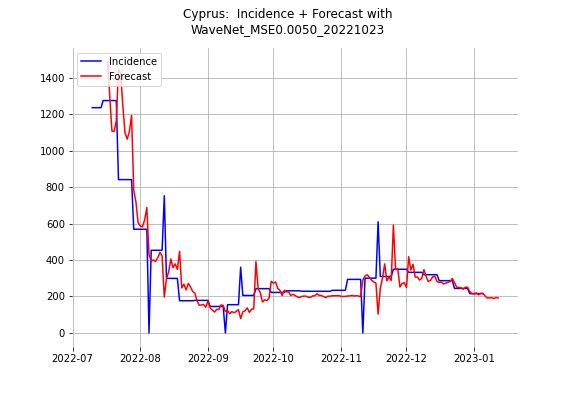 Cyprus:  Incidence + Forecast with
WaveNet_MSE0.0050_20221023
Incidence
Forecast
1400
1200
1000
800
600
400
200
0
2022-07 2022-08 2022-09 2022-10 2022-11 2022-12 2023-01